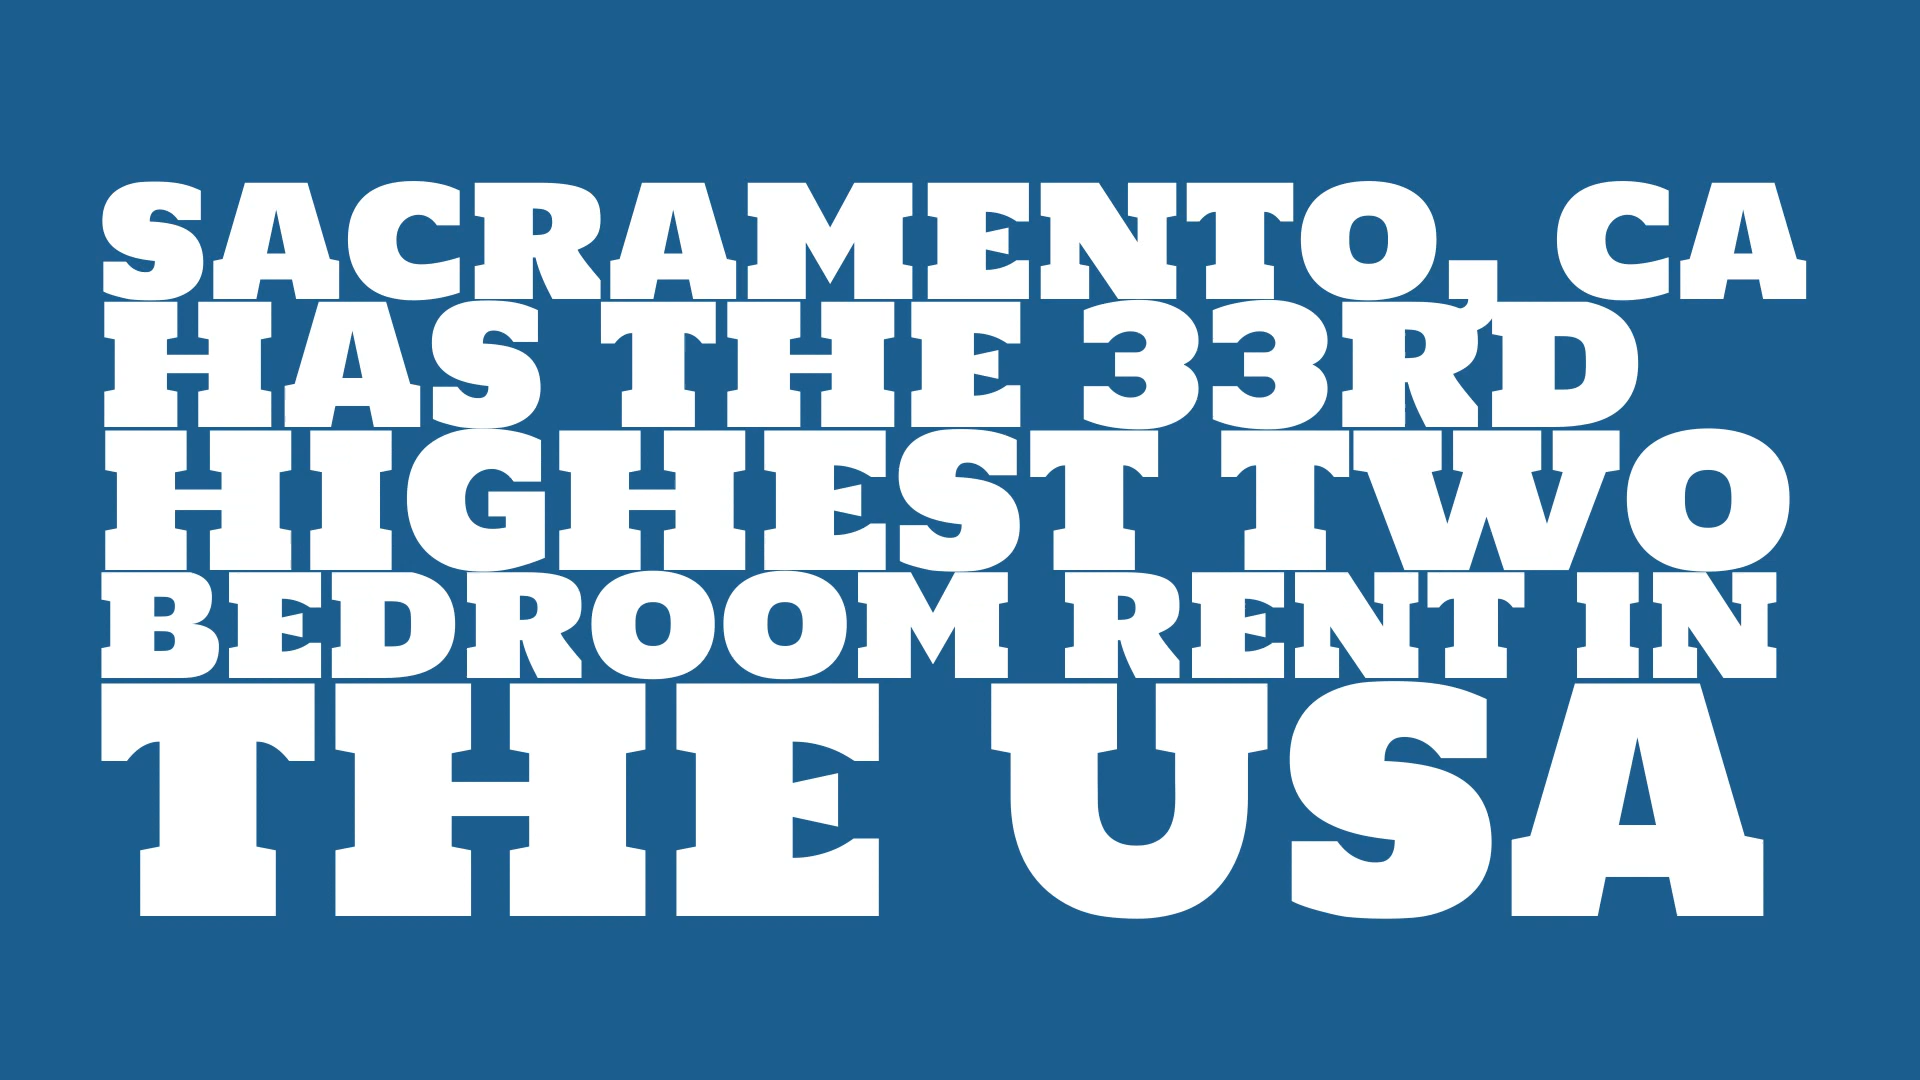 SACRAMENTO, CA
HAS THE 33RD
HIGHEST TWO
BEDROOM RENT IN
THE USA